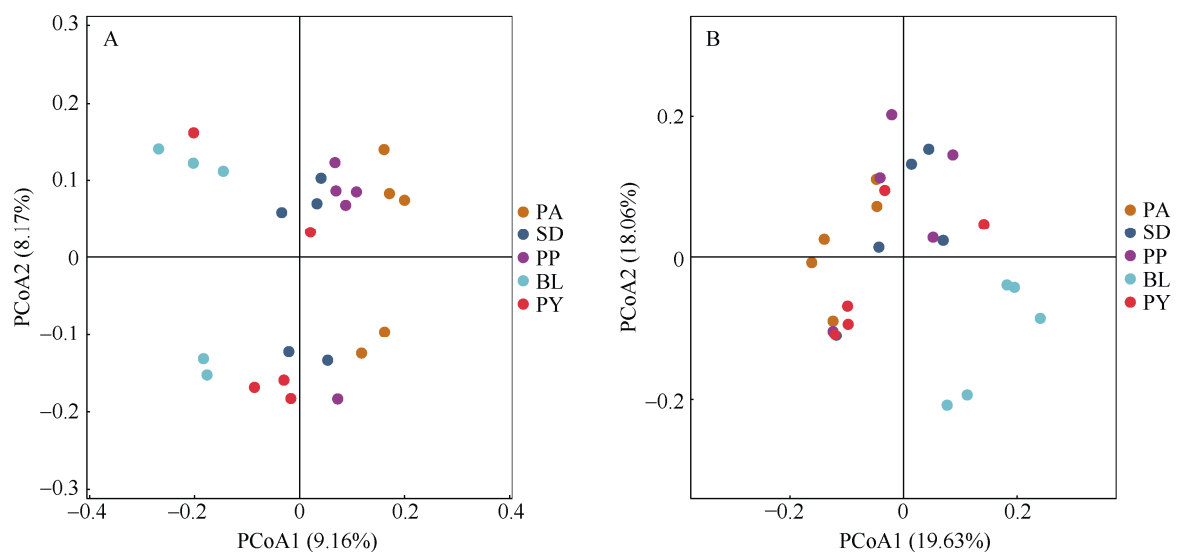 A
0.3
0.2
0.1
0
−0.1
−0.2
−0.3
PCoA2 (8.17%)
−0.4
−0.2
0
0.2
0.4
PCoA1 (9.16%)
PA
SD
PP
BL
PY
B
0.2
0
−0.2
PCoA2 (18.06%)
−0.2
0
0.2
PCoA1 (19.63%)
PA
SD
PP
BL
PY